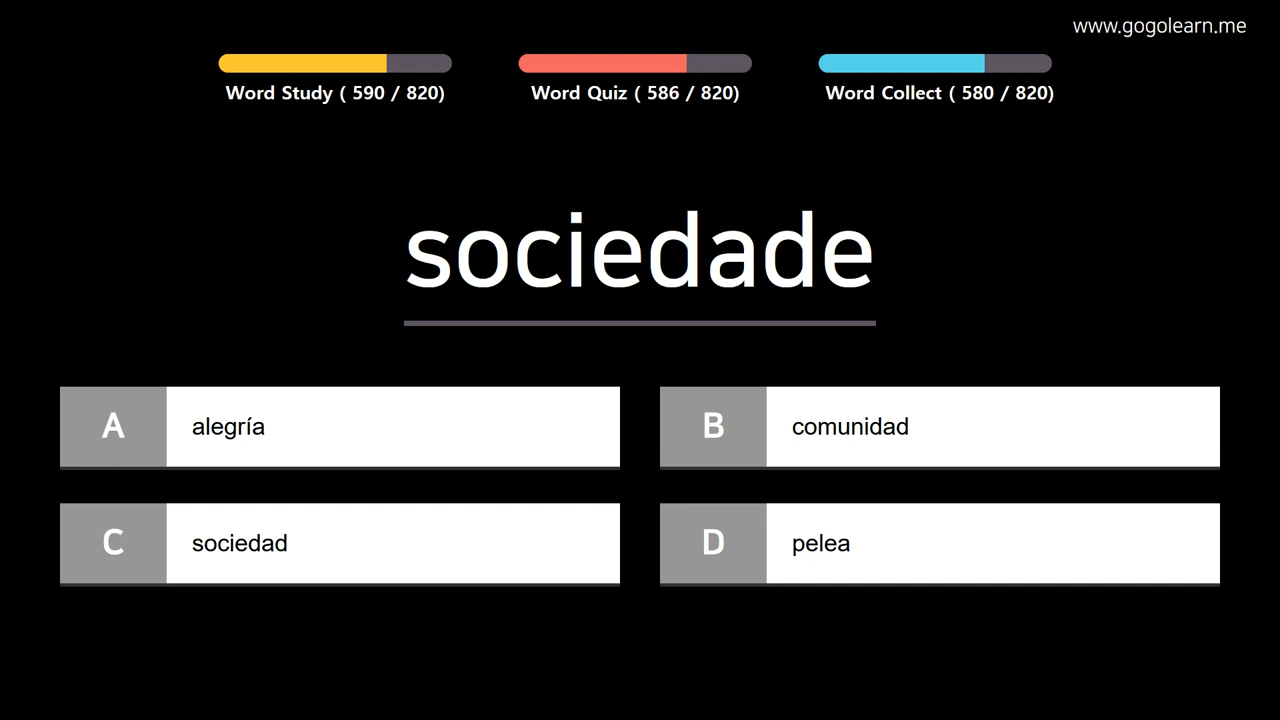 www.gogolearn.me
Word Study ( 590 / 820)
Word Quiz ( 586 / 820)
Word Collect ( 580 / 820)
sociedade
A alegría
B comunidad
C sociedad
D pelea